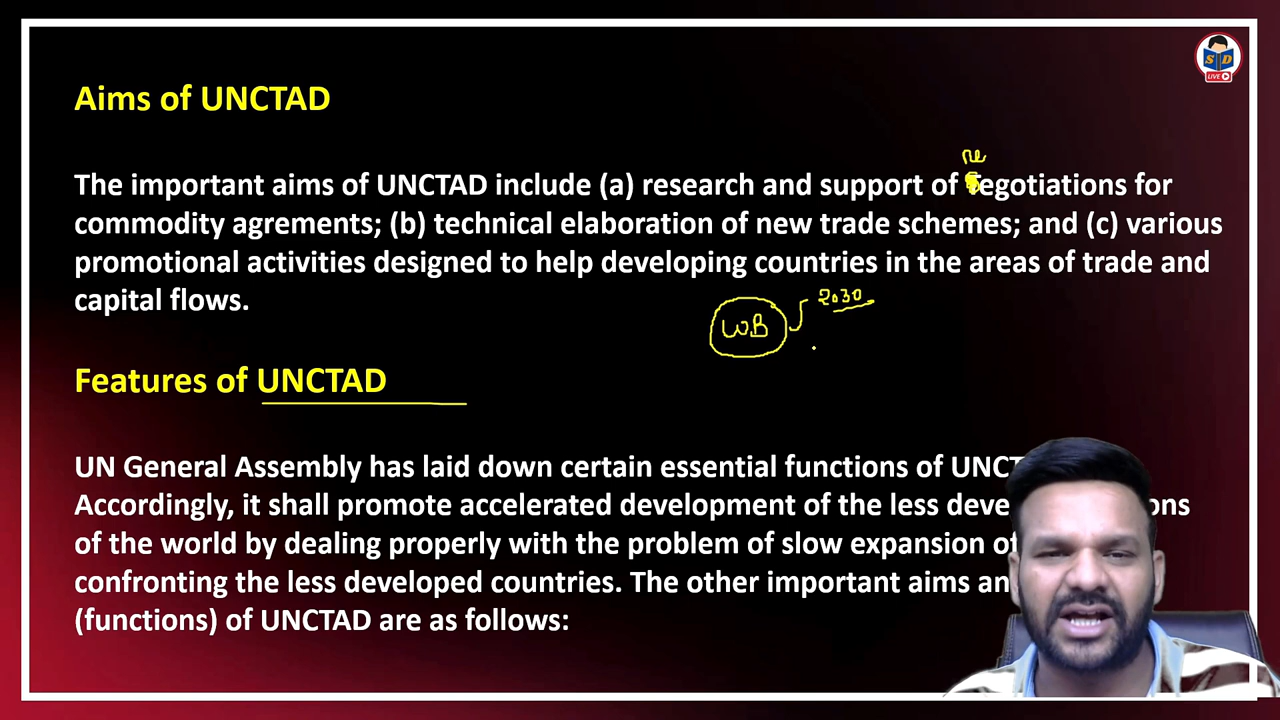 S D
LIVE
Aims of UNCTAD
ne
The important aims of UNCTAD include (a) research and support of egotiations for
commodity agrements; (b) technical elaboration of new trade schemes; and (c) various
promotional activities designed to help developing countries in the areas of trade and
capital flows.
2030
W.B
Features of UNCTAD
UN General Assembly has laid down certain essential functions of UNCT
Accordingly, it shall promote accelerated development of the less deve ons
of the world by dealing properly with the problem of slow expansion of
confronting the less developed countries. The other important aims an
(functions) of UNCTAD are as follows: